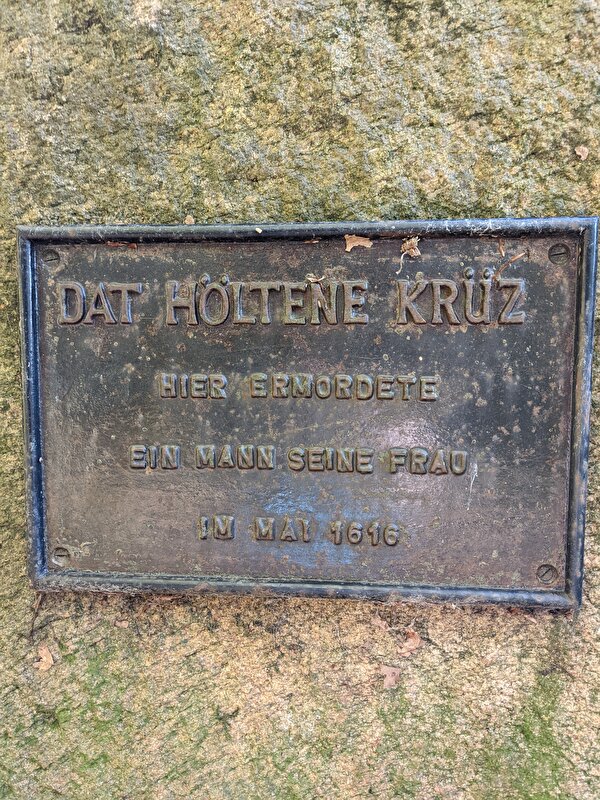 DAT HÖLTENE KRÜZ
HIER ERMORDETE
EIN MANN SEINE FRAU
IM MAI 1616